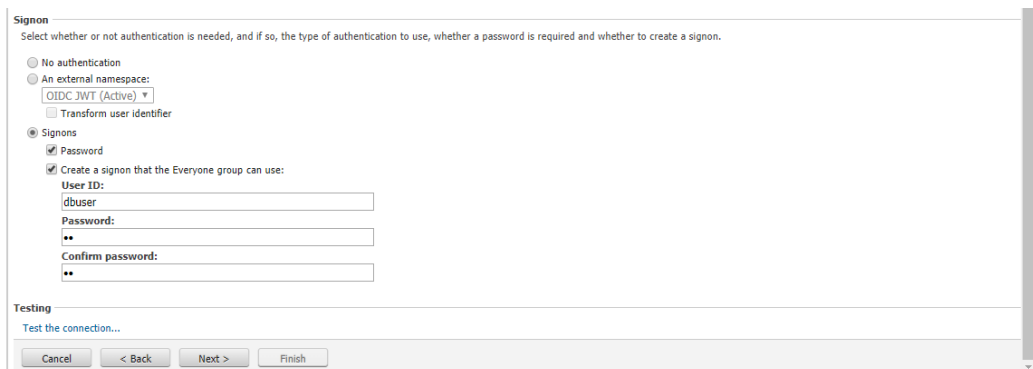 Signon
Select whether or not authentication is needed, and if so, the type of authentication to use, whether a password is required and whether to create a signon.
No authentication
An external namespace:
OIDC JWT (Active)
Transform user identifier
Signons
Password
Create a signon that the Everyone group can use:
User ID:
dbuser
Password:
••
Confirm password:
••
Testing
Test the connection...
Cancel < Back Next > Finish